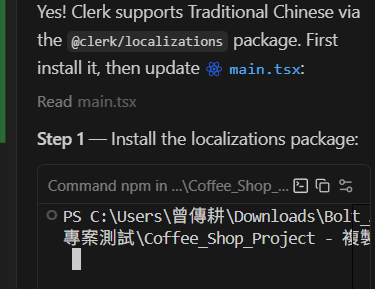 Yes! Clerk supports Traditional Chinese via
the @clerk/localizations package. First
install it, then update main.tsx:
Read main.tsx
Step 1 — Install the localizations package:
Command npm in ...\Coffee_Shop_...
PS C:\Users\曾傳耕\Downloads\Bolt_
專案測試\Coffee_Shop_Project - 複製